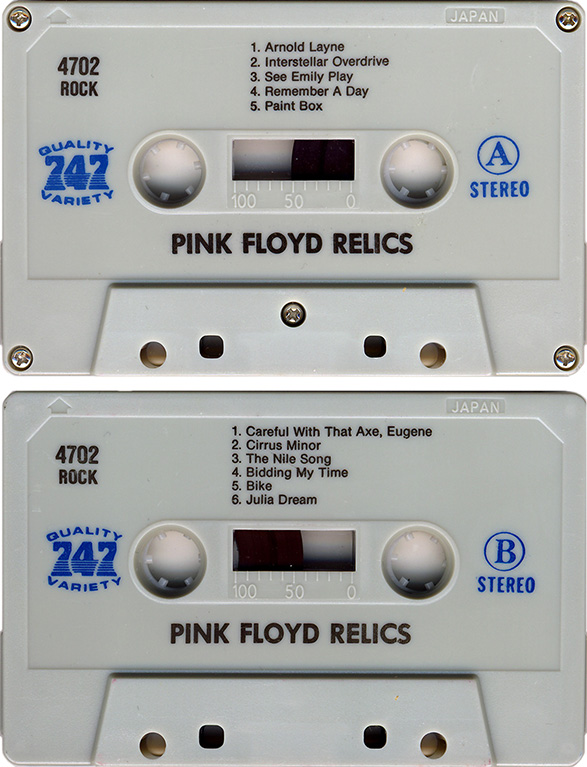 JAPAN
1. Arnold Layne
2. Interstellar Overdrive
3. See Emily Play
4. Remember A Day
5. Paint Box
4702
ROCK
QUALITY
747
VARIETY
A
STEREO
100 50 0
PINK FLOYD RELICS
JAPAN
1. Careful With That Axe, Eugene
2. Cirrus Minor
3. The Nile Song
4. Bidding My Time
5. Bike
6. Julia Dream
4702
ROCK
QUALITY
747
VARIETY
B
STEREO
100 50 0
PINK FLOYD RELICS